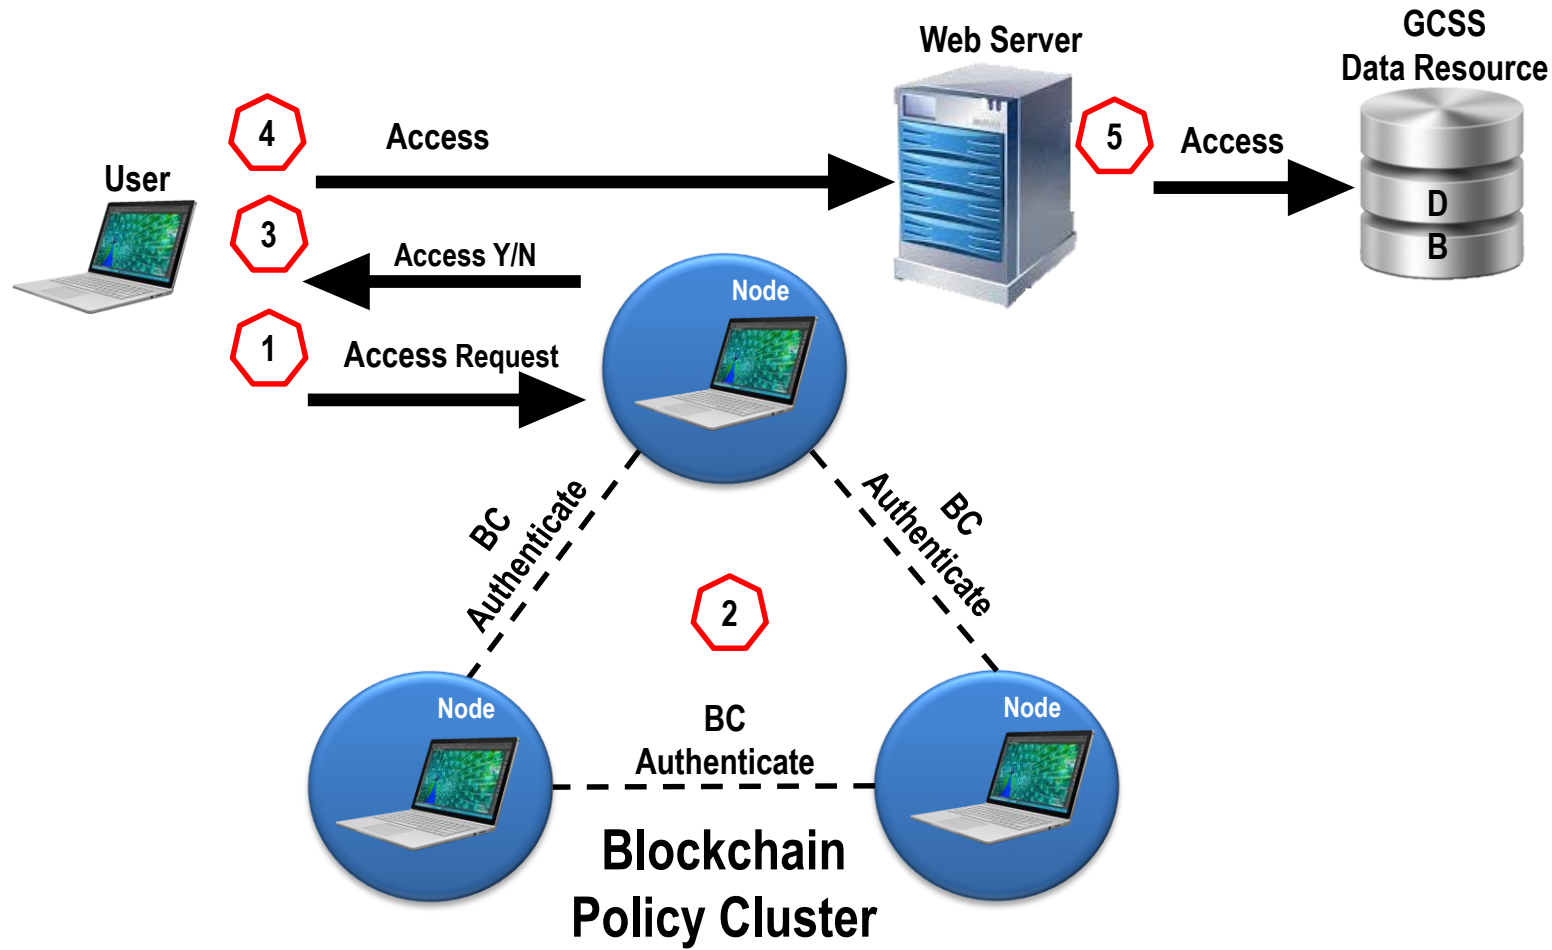 Web Server
GCSS
Data Resource
4
Access
5
Access
User
D
B
3
Access Y/N
Node
1
Access Request
BC
Authenticate
BC
Authenticate
2
Node
BC
Authenticate
Node
Blockchain
Policy Cluster